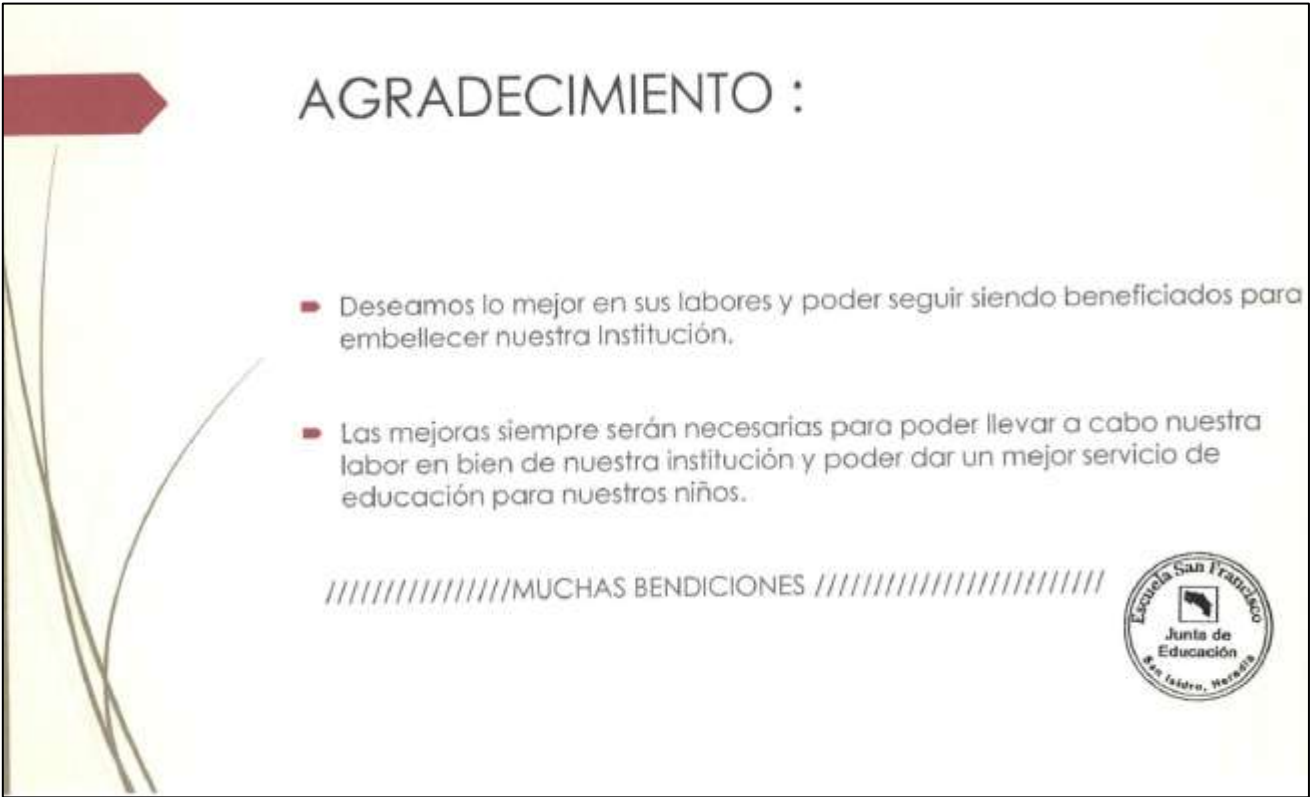 AGRADECIMIENTO :
Deseamos lo mejor en sus labores y poder seguir siendo beneficiados para
embellecer nuestra Institución.
Las mejoras siempre serán necesarias para poder llevar a cabo nuestra
labor en bien de nuestra institución y poder dar un mejor servicio de
educación para nuestros niños.
////////////////MUCHAS BENDICIONES /////////////////////////
Escuela San Francisco
Junta de
Educación
San Isidro, Heredia